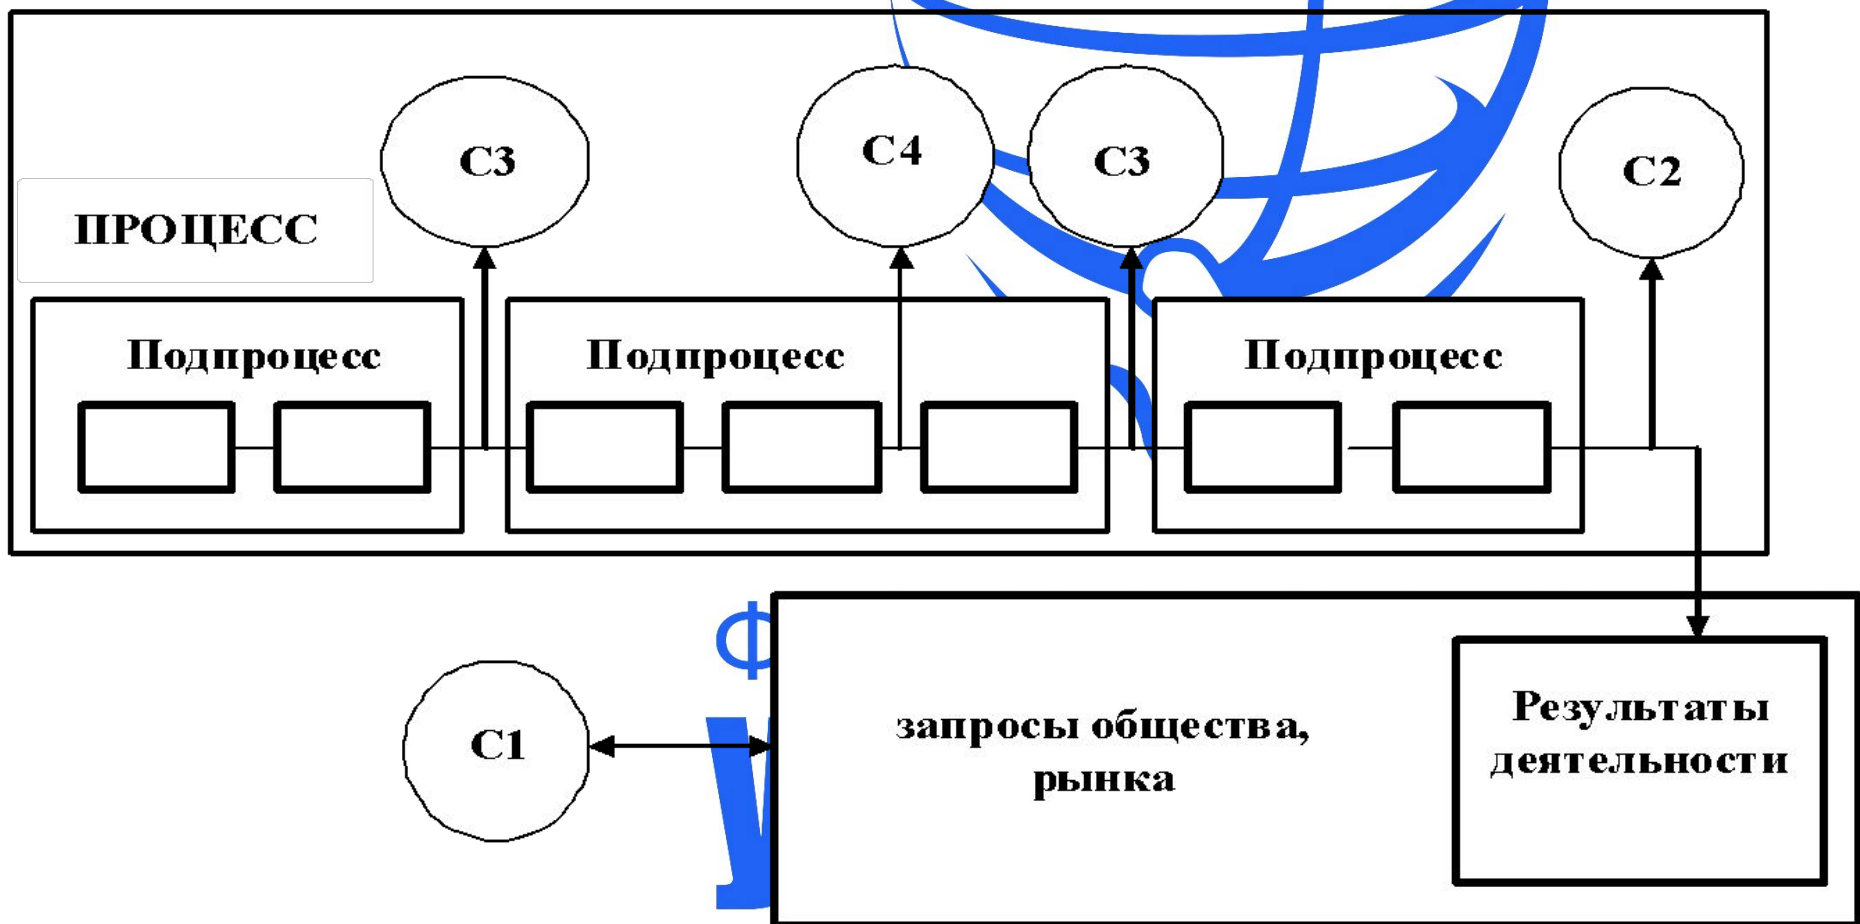 С3
С4
С3
С2
ПРОЦЕСС
Подпроцесс
Подпроцесс
Подпроцесс
Ф
У
С1
запросы общества,
рынка
Результаты
деятельности